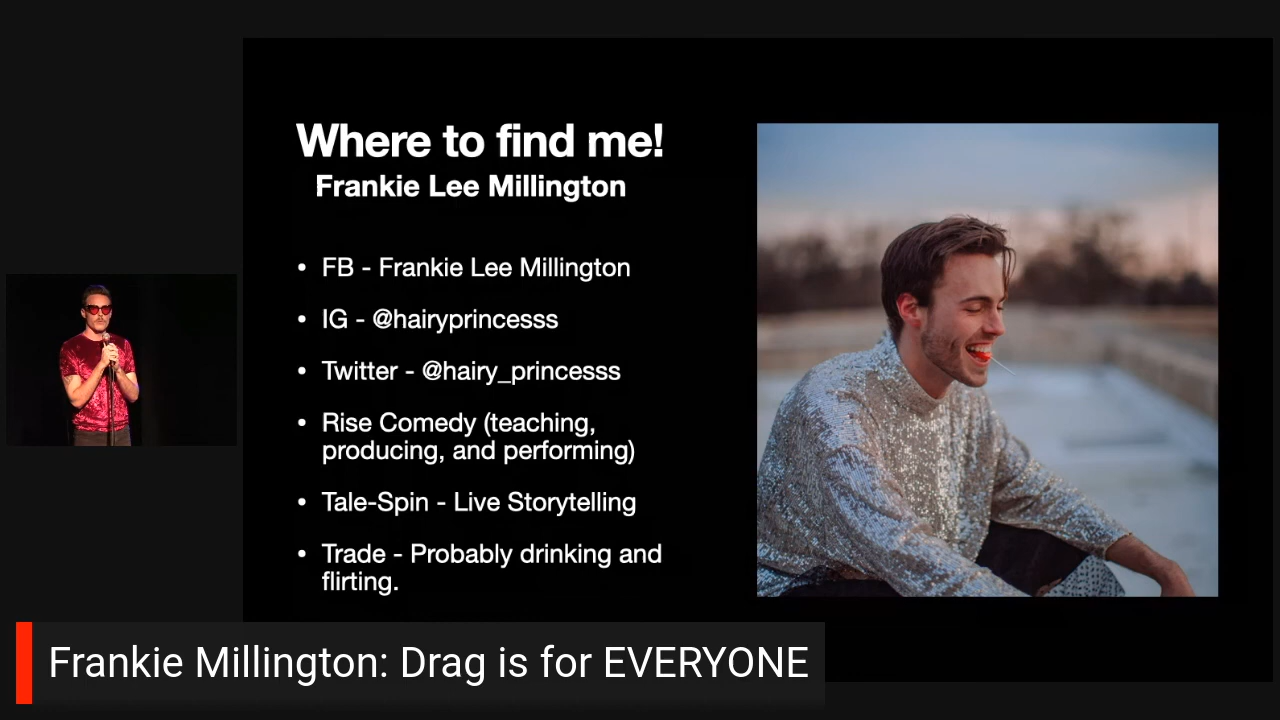 Where to find me!
Frankie Lee Millington
• FB - Frankie Lee Millington
• IG - @hairyprincesss
• Twitter - @hairy_princesss
• Rise Comedy (teaching,
producing, and performing)
• Tale-Spin - Live Storytelling
• Trade - Probably drinking and
flirting.
Frankie Millington: Drag is for EVERYONE